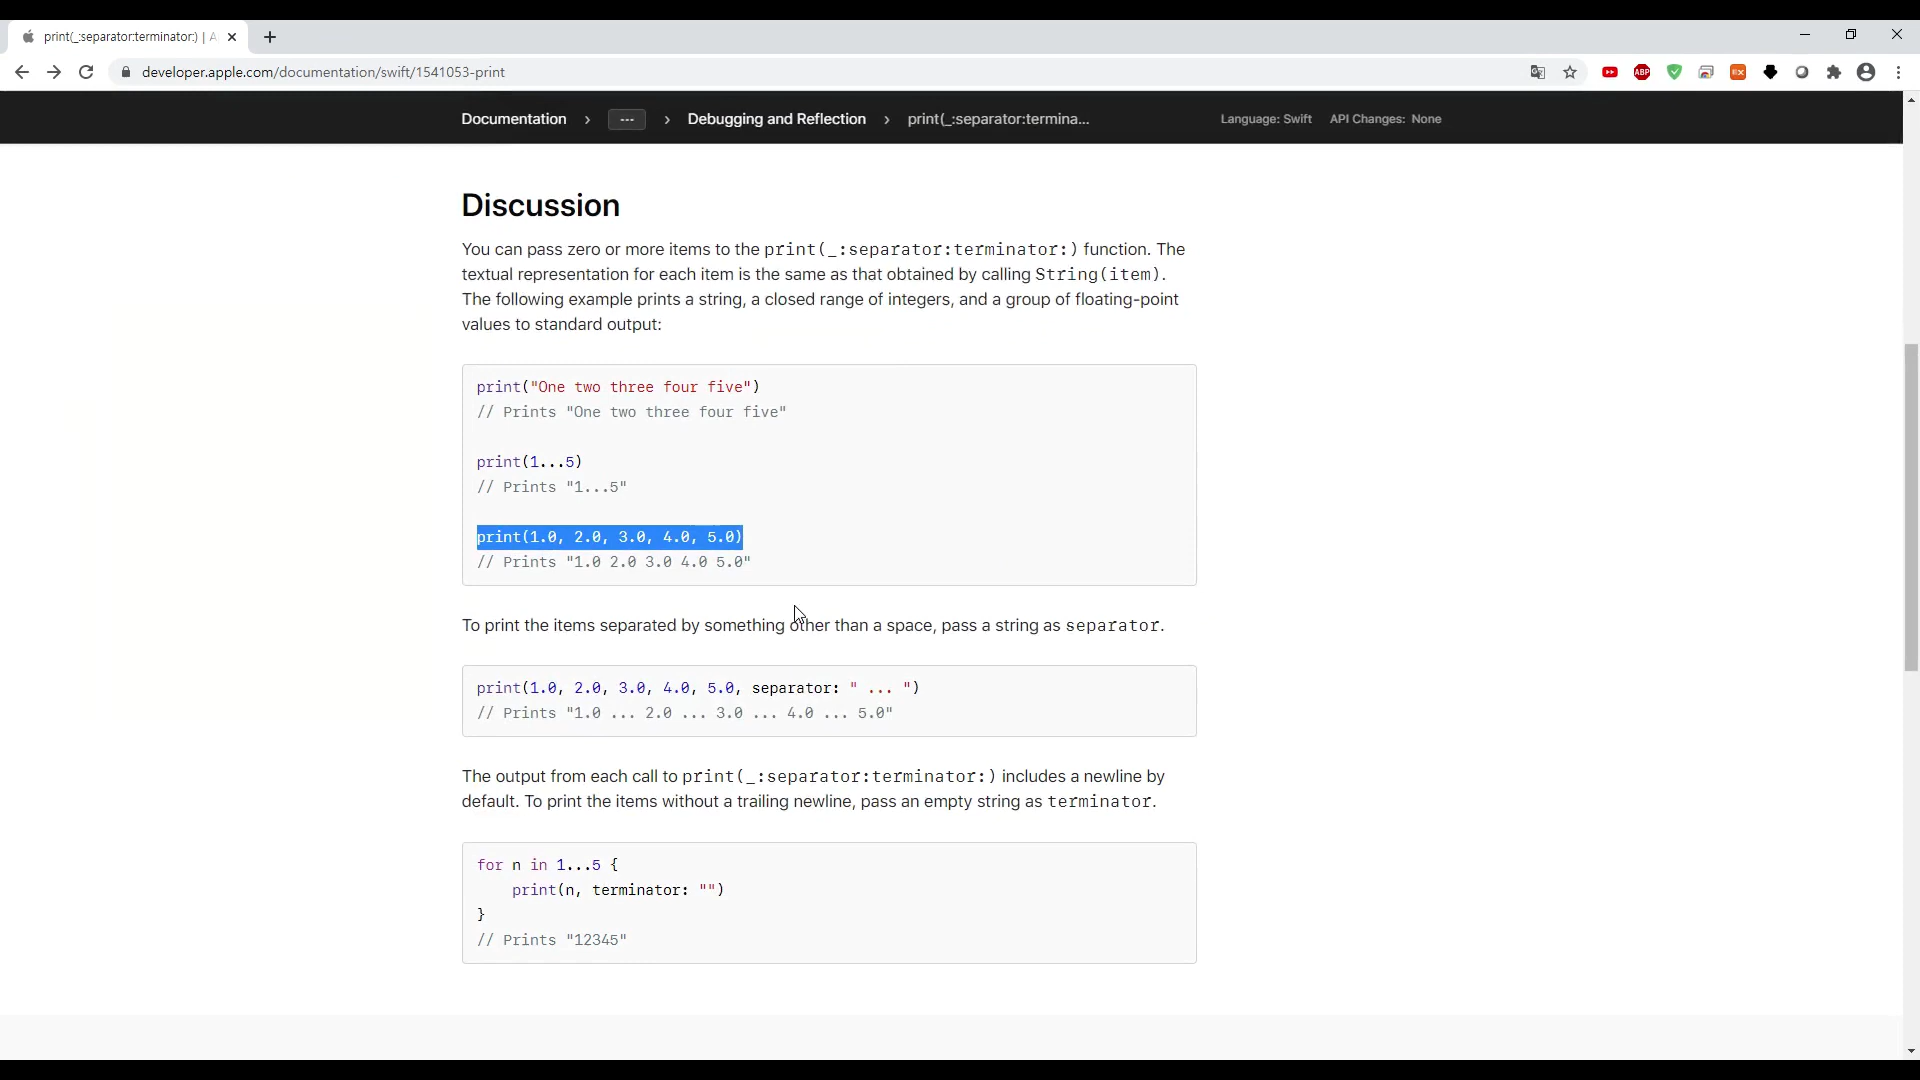 print(_:separator:terminator:) | A
developer.apple.com/documentation/swift/1541053-print
ABP
Documentation > ··· > Debugging and Reflection > print(_:separator:termina...
Language: Swift API Changes: None
Discussion
You can pass zero or more items to the print(_:separator:terminator:) function. The
textual representation for each item is the same as that obtained by calling String(item).
The following example prints a string, a closed range of integers, and a group of floating-point
values to standard output:
print("One two three four five")
// Prints "One two three four five"
print(1...5)
// Prints "1...5"
print(1.0, 2.0, 3.0, 4.0, 5.0)
// Prints "1.0 2.0 3.0 4.0 5.0"
To print the items separated by something other than a space, pass a string as separator.
print(1.0, 2.0, 3.0, 4.0, 5.0, separator: " ... ")
// Prints "1.0 ... 2.0 ... 3.0 ... 4.0 ... 5.0"
The output from each call to print(_:separator:terminator:) includes a newline by
default. To print the items without a trailing newline, pass an empty string as terminator.
for n in 1...5 {
    print(n, terminator: "")
}
// Prints "12345"